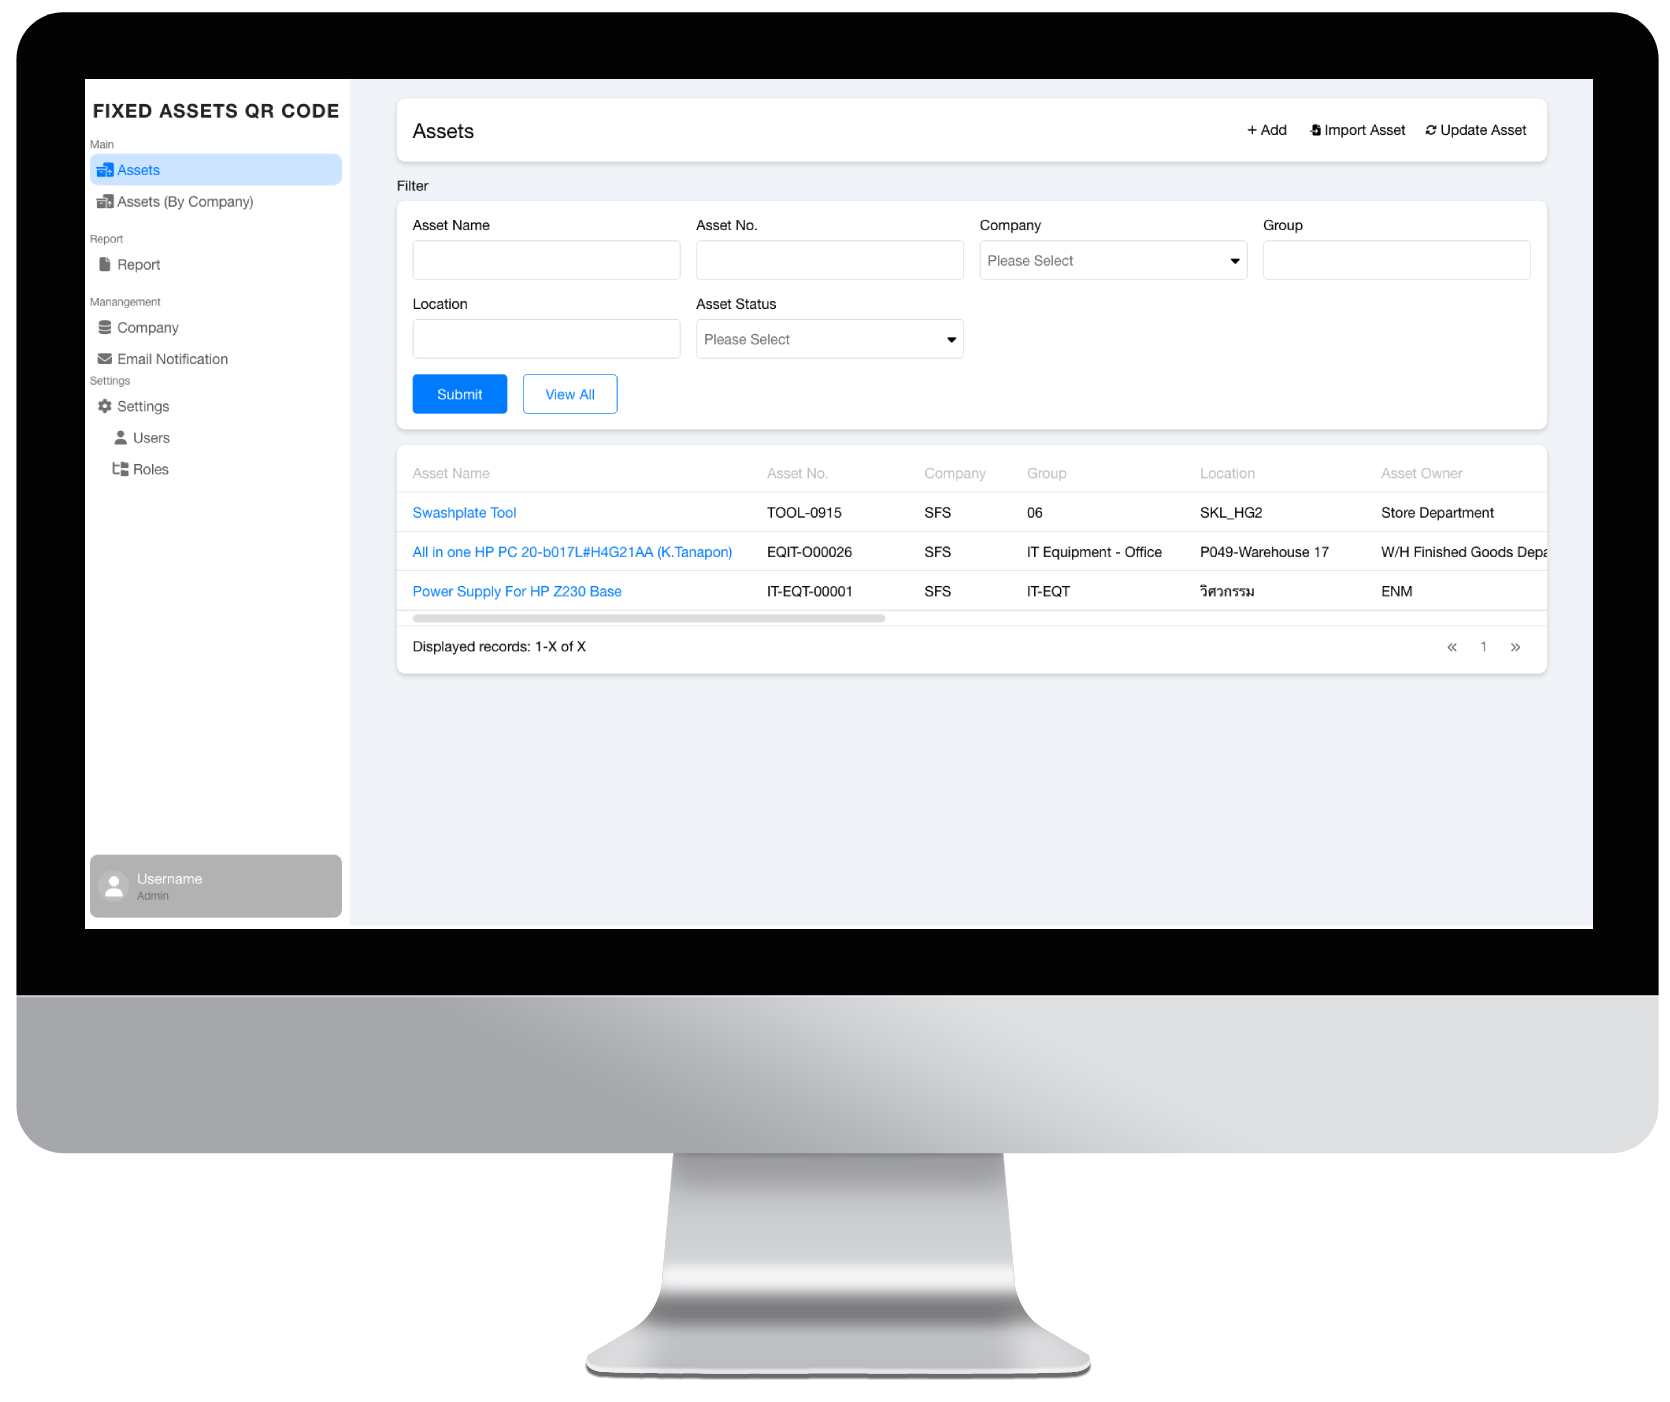 FIXED ASSETS QR CODE
Main
Assets
Assets (By Company)
Report
Report
Manangement
Company
Email Notification
Settings
Settings
Users
Roles
Username
Admin
Assets
+ Add Import Asset Update Asset
Filter
Asset Name Asset No. Company Group
Please Select
Location Asset Status
Please Select
Submit View All
Asset Name Asset No. Company Group Location Asset Owner
Swashplate Tool TOOL-0915 SFS 06 SKL_HG2 Store Department
All in one HP PC 20-b017L#H4G21AA (K.Tanapon) EQIT-O00026 SFS IT Equipment - Office P049-Warehouse 17 W/H Finished Goods Depa
Power Supply For HP Z230 Base IT-EQT-00001 SFS IT-EQT วิศวกรรม ENM
Displayed records: 1-X of X « 1 »